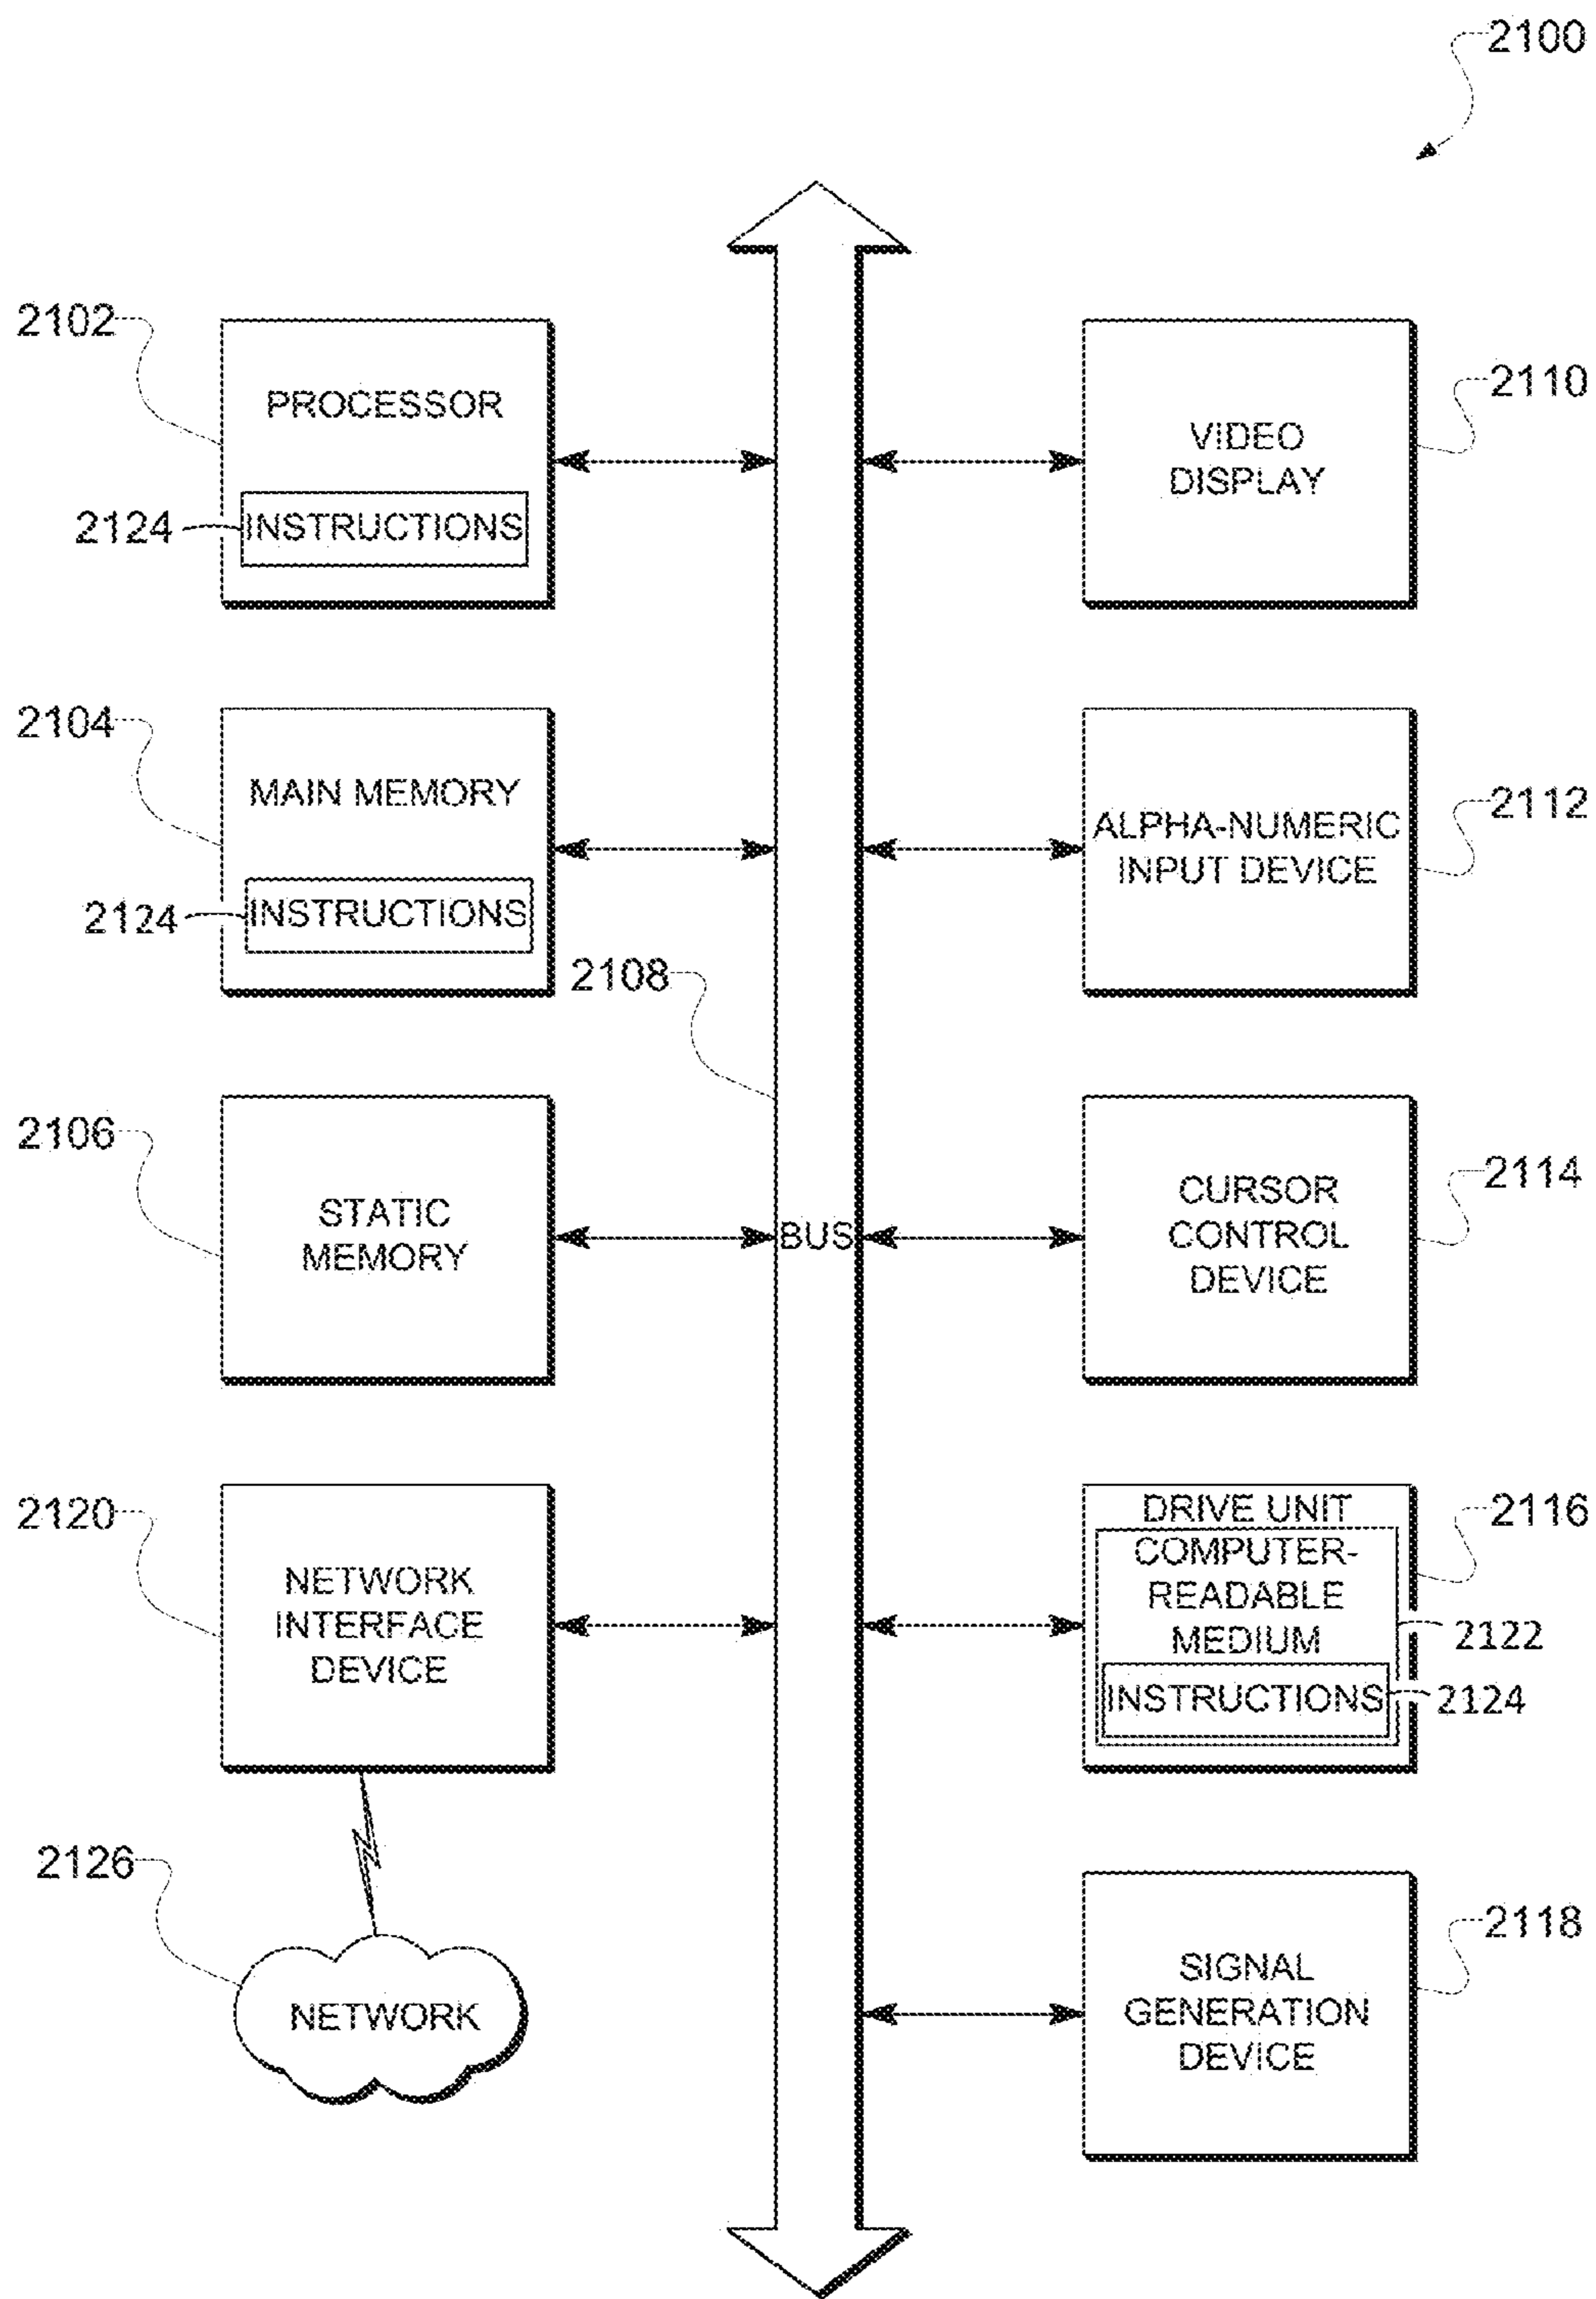 2100
2102
PROCESSOR
2124
INSTRUCTIONS
2110
VIDEO
DISPLAY
2104
MAIN MEMORY
2124
INSTRUCTIONS
2108
2112
ALPHA-NUMERIC
INPUT DEVICE
2106
STATIC
MEMORY
BUS
2114
CURSOR
CONTROL
DEVICE
2120
NETWORK
INTERFACE
DEVICE
DRIVE UNIT
2116
COMPUTER-
READABLE
MEDIUM
2122
INSTRUCTIONS
2124
2126
NETWORK
2118
SIGNAL
GENERATION
DEVICE